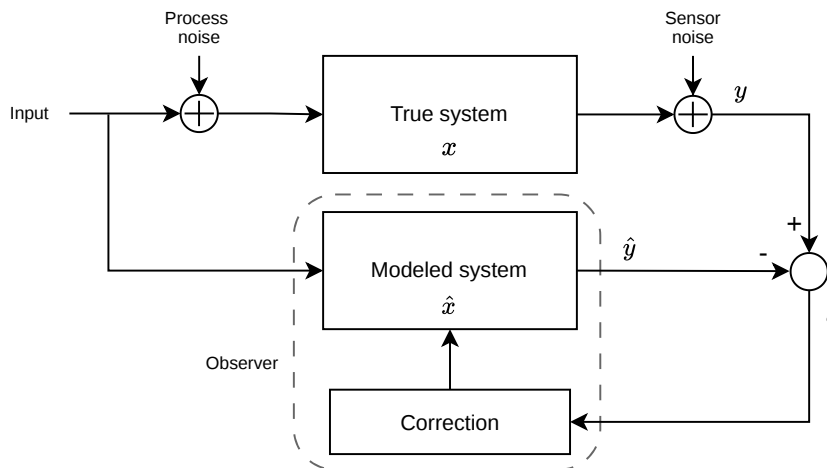 Process
noise
Sensor
noise
Input
True system
x
y
+
-
Modeled system
x̂
ŷ
Observer
Correction